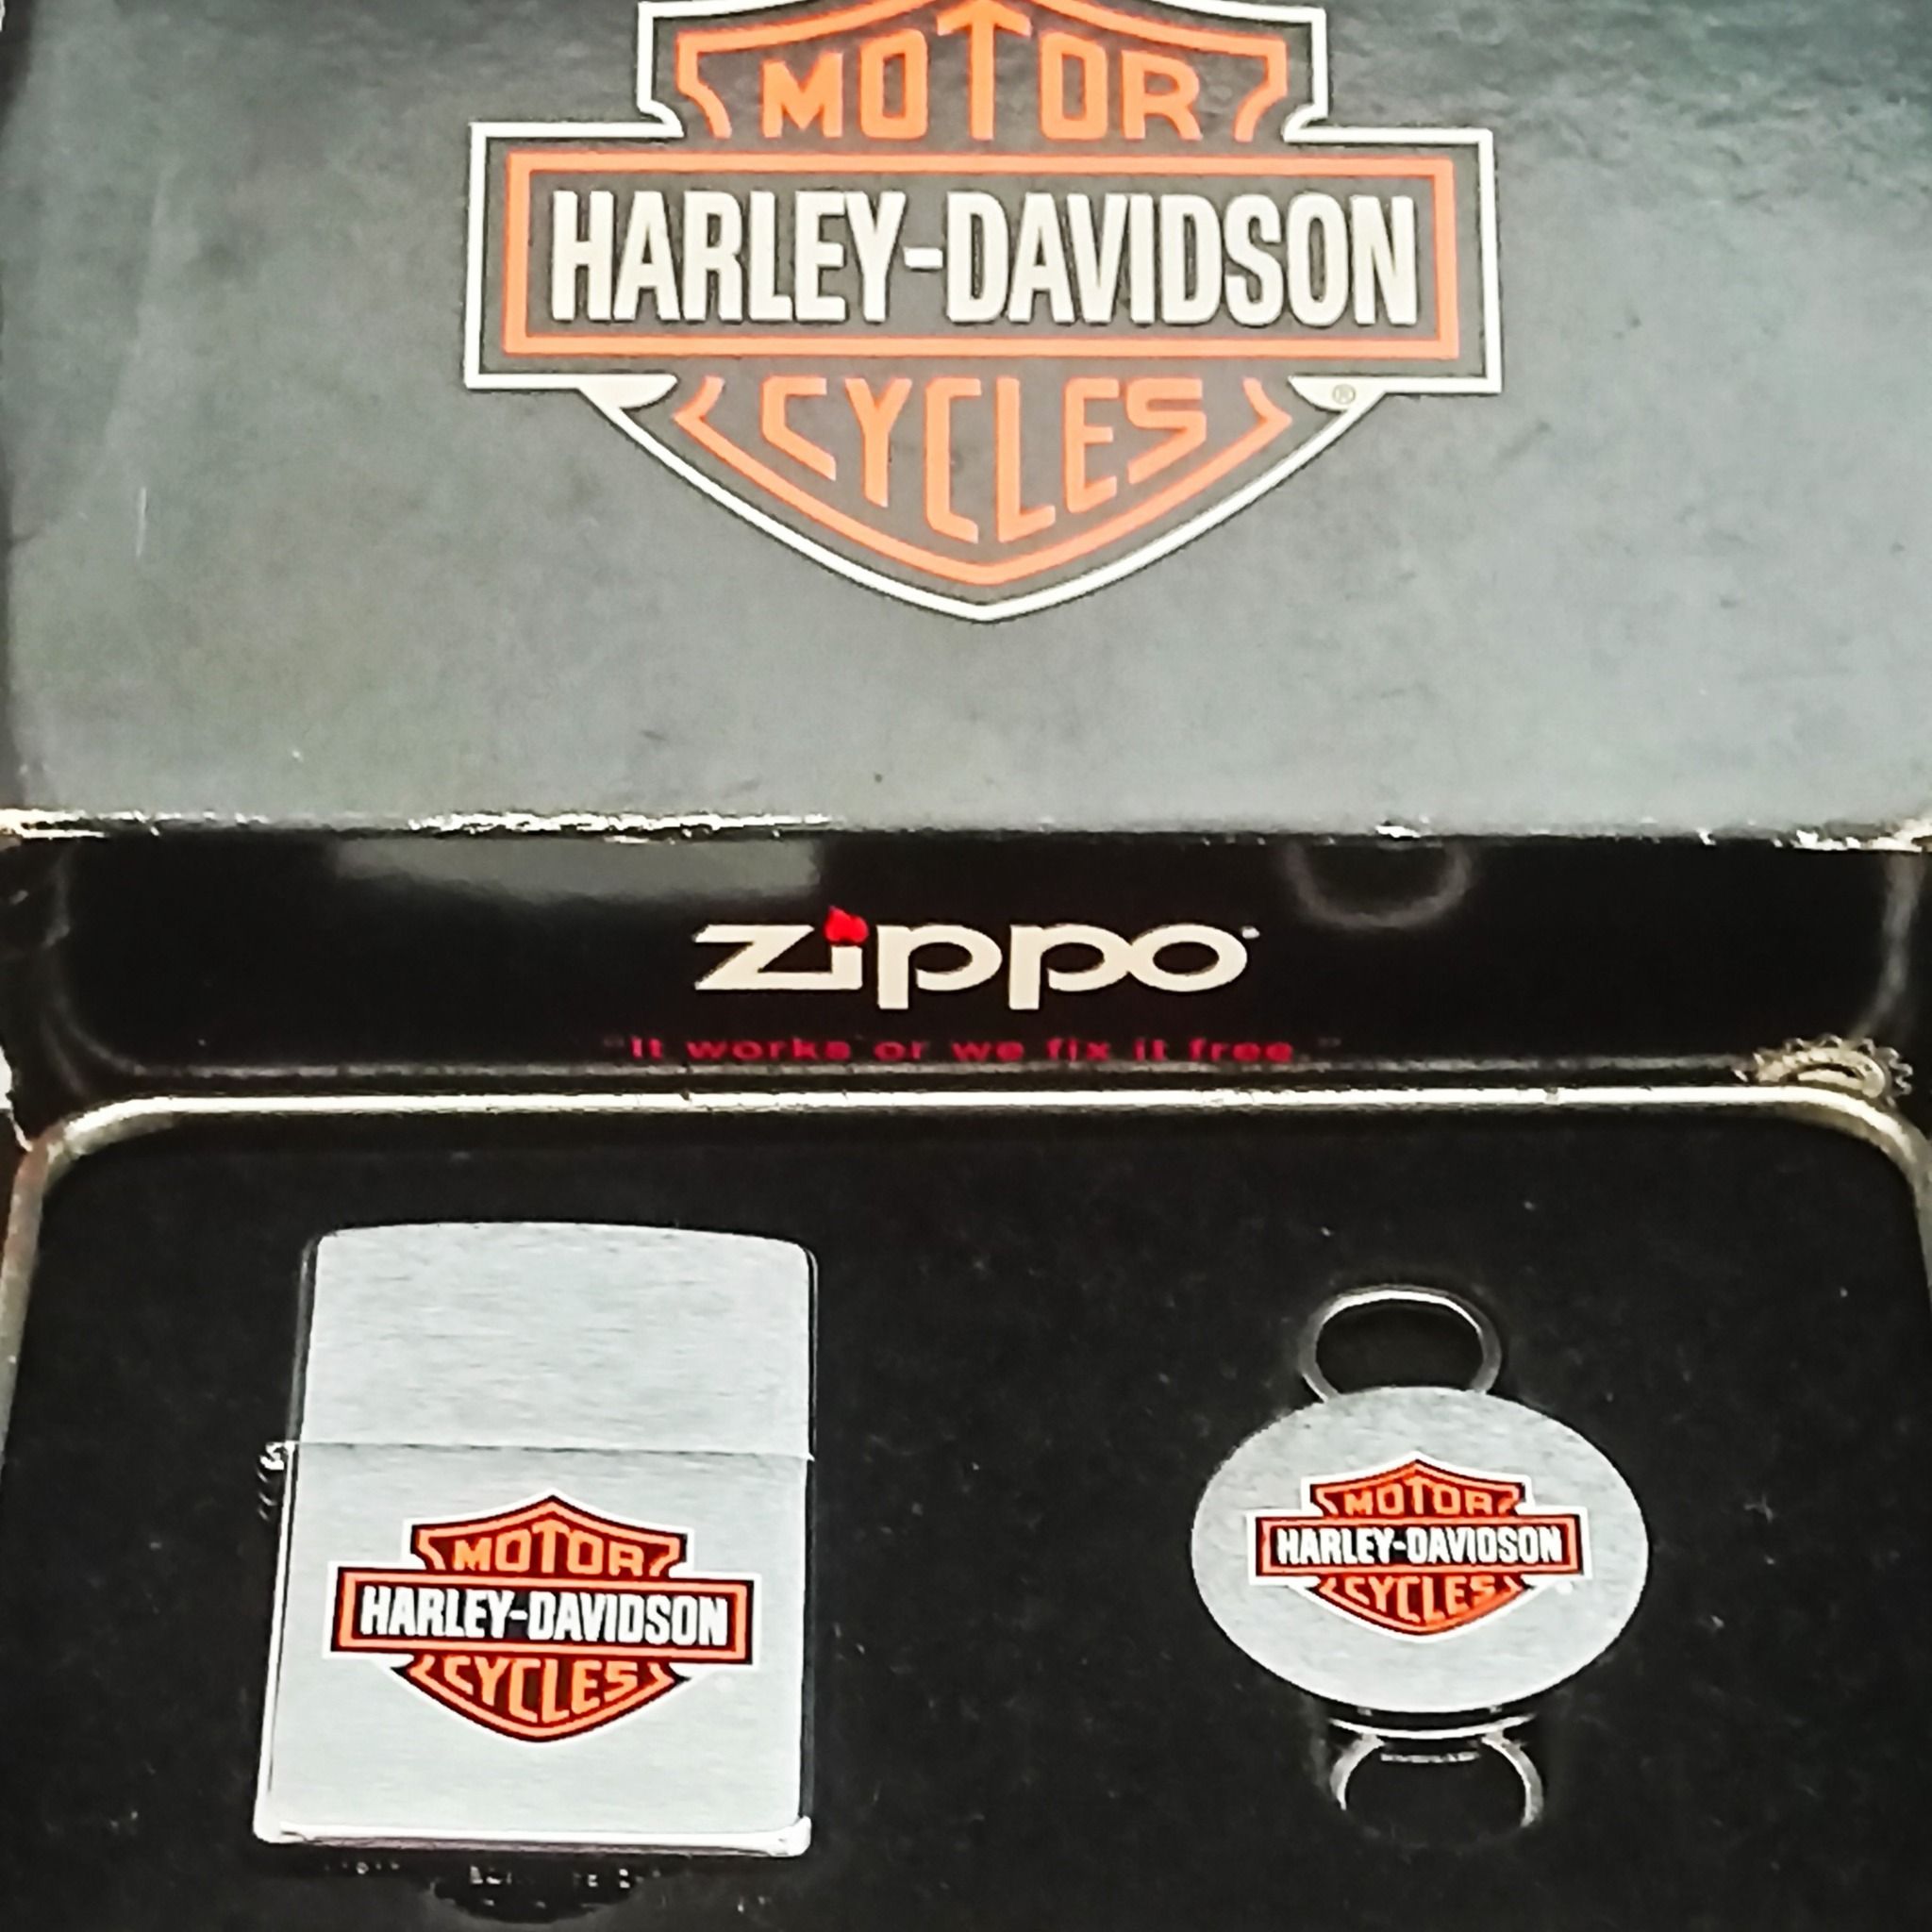 MOTOR
HARLEY-DAVIDSON
CYCLES
®
zippo
"It works or we fix it free."
MOTOR
HARLEY-DAVIDSON
CYCLES
MOTOR
HARLEY-DAVIDSON
CYCLES